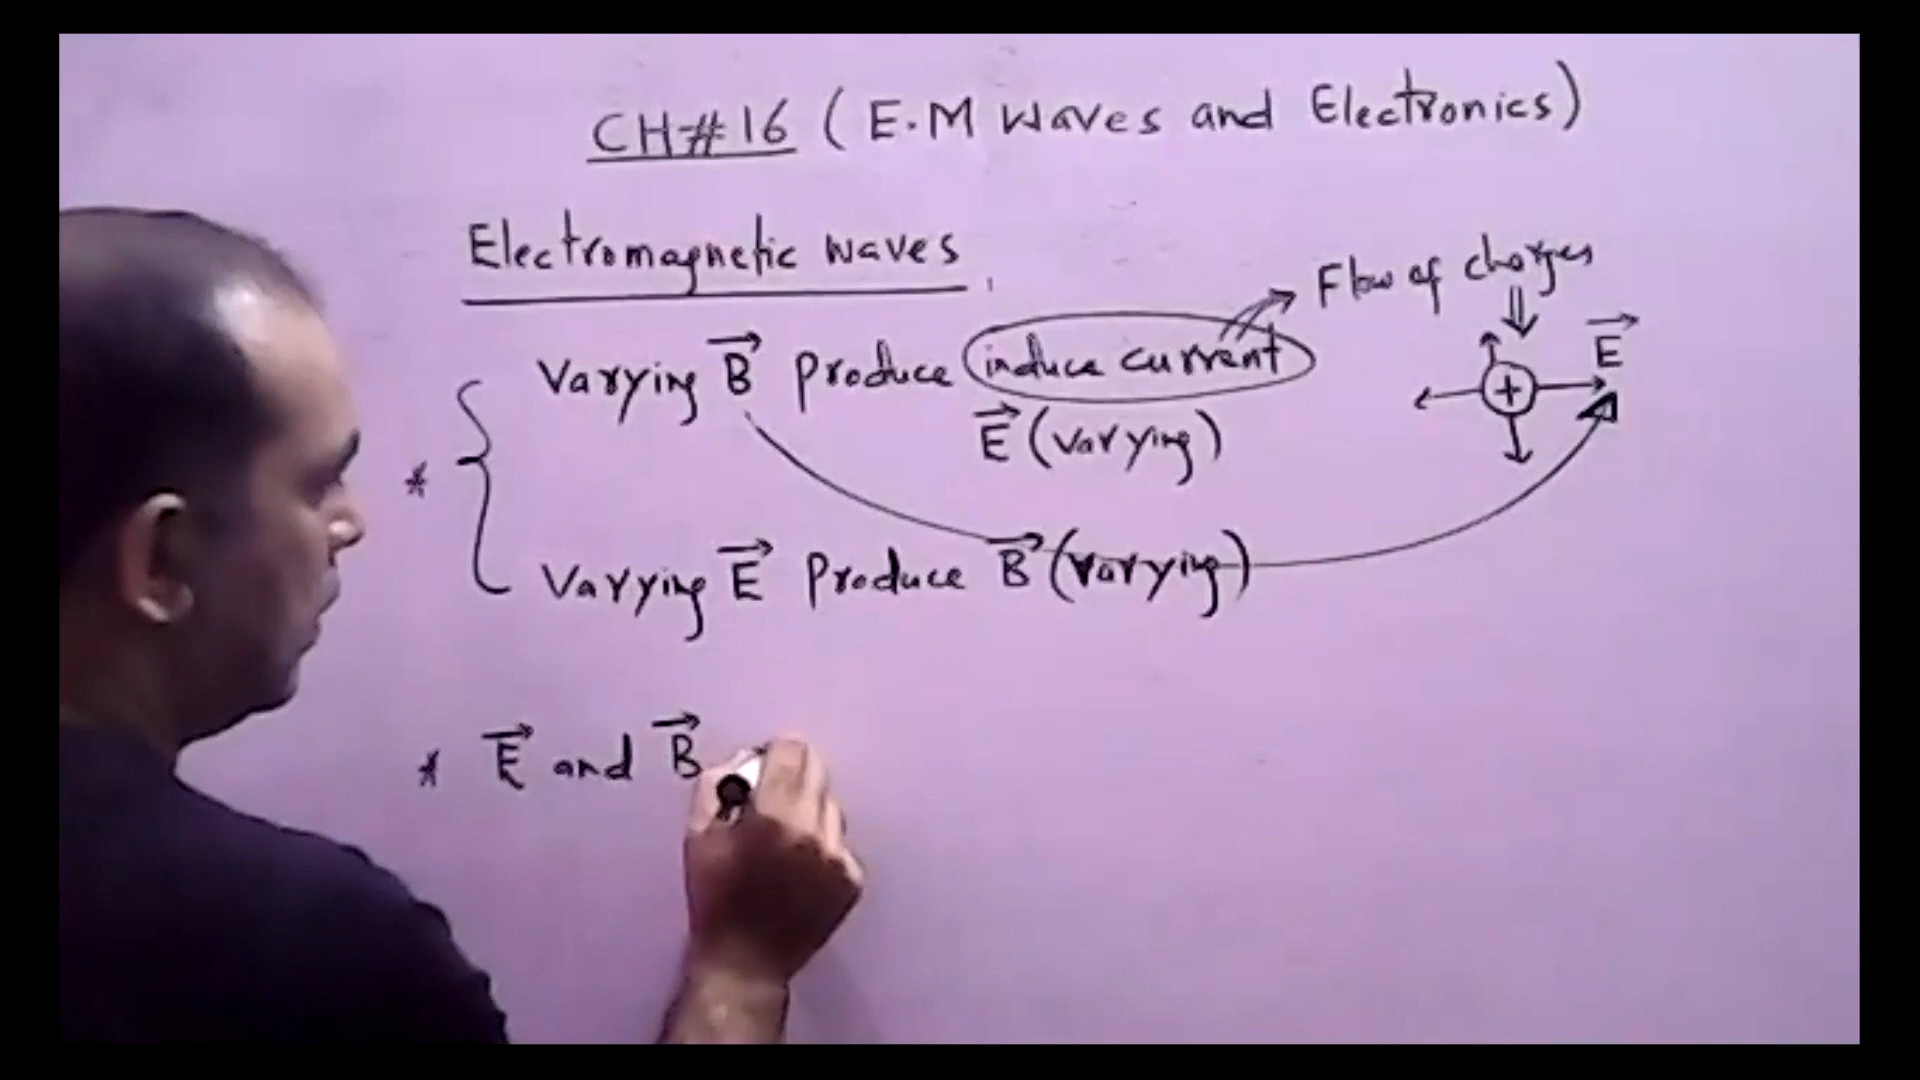 CH#16 (E.M Waves and Electronics)
Electromagnetic waves
Flow of charges
Varying B⃗ Produce induce current
E⃗
+
E⃗ (varying)
* {
Varying E⃗ Produce B⃗ (varying)
* E⃗ and B⃗